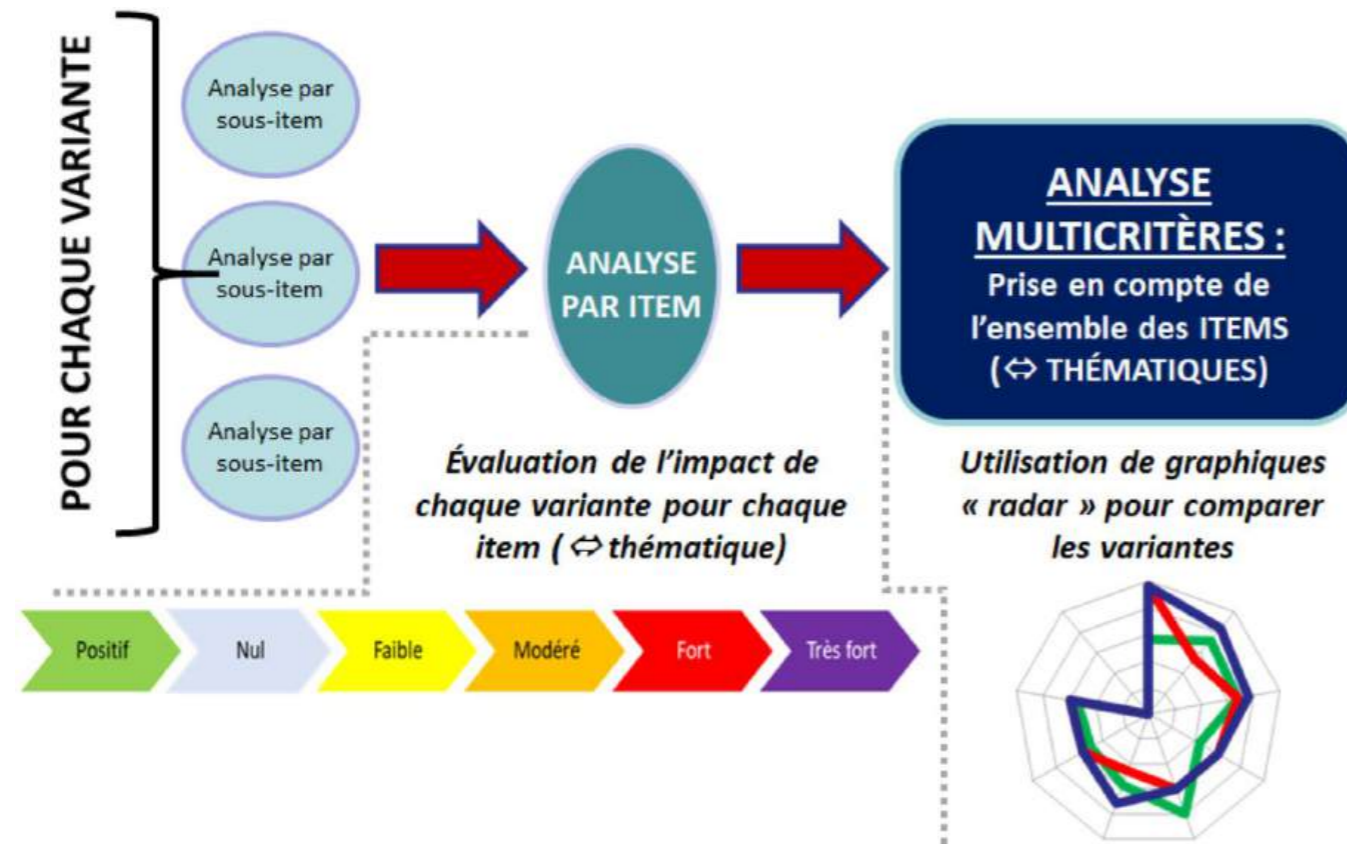 POUR CHAQUE VARIANTE
Analyse par
sous-item
Analyse par
sous-item
Analyse par
sous-item
ANALYSE
PAR ITEM
ANALYSE
MULTICRITÈRES :
Prise en compte de
l'ensemble des ITEMS
(⇔ THÉMATIQUES)
Évaluation de l'impact de
chaque variante pour chaque
item (⇔ thématique)
Utilisation de graphiques
« radar » pour comparer
les variantes
Positif
Nul
Faible
Modéré
Fort
Très fort